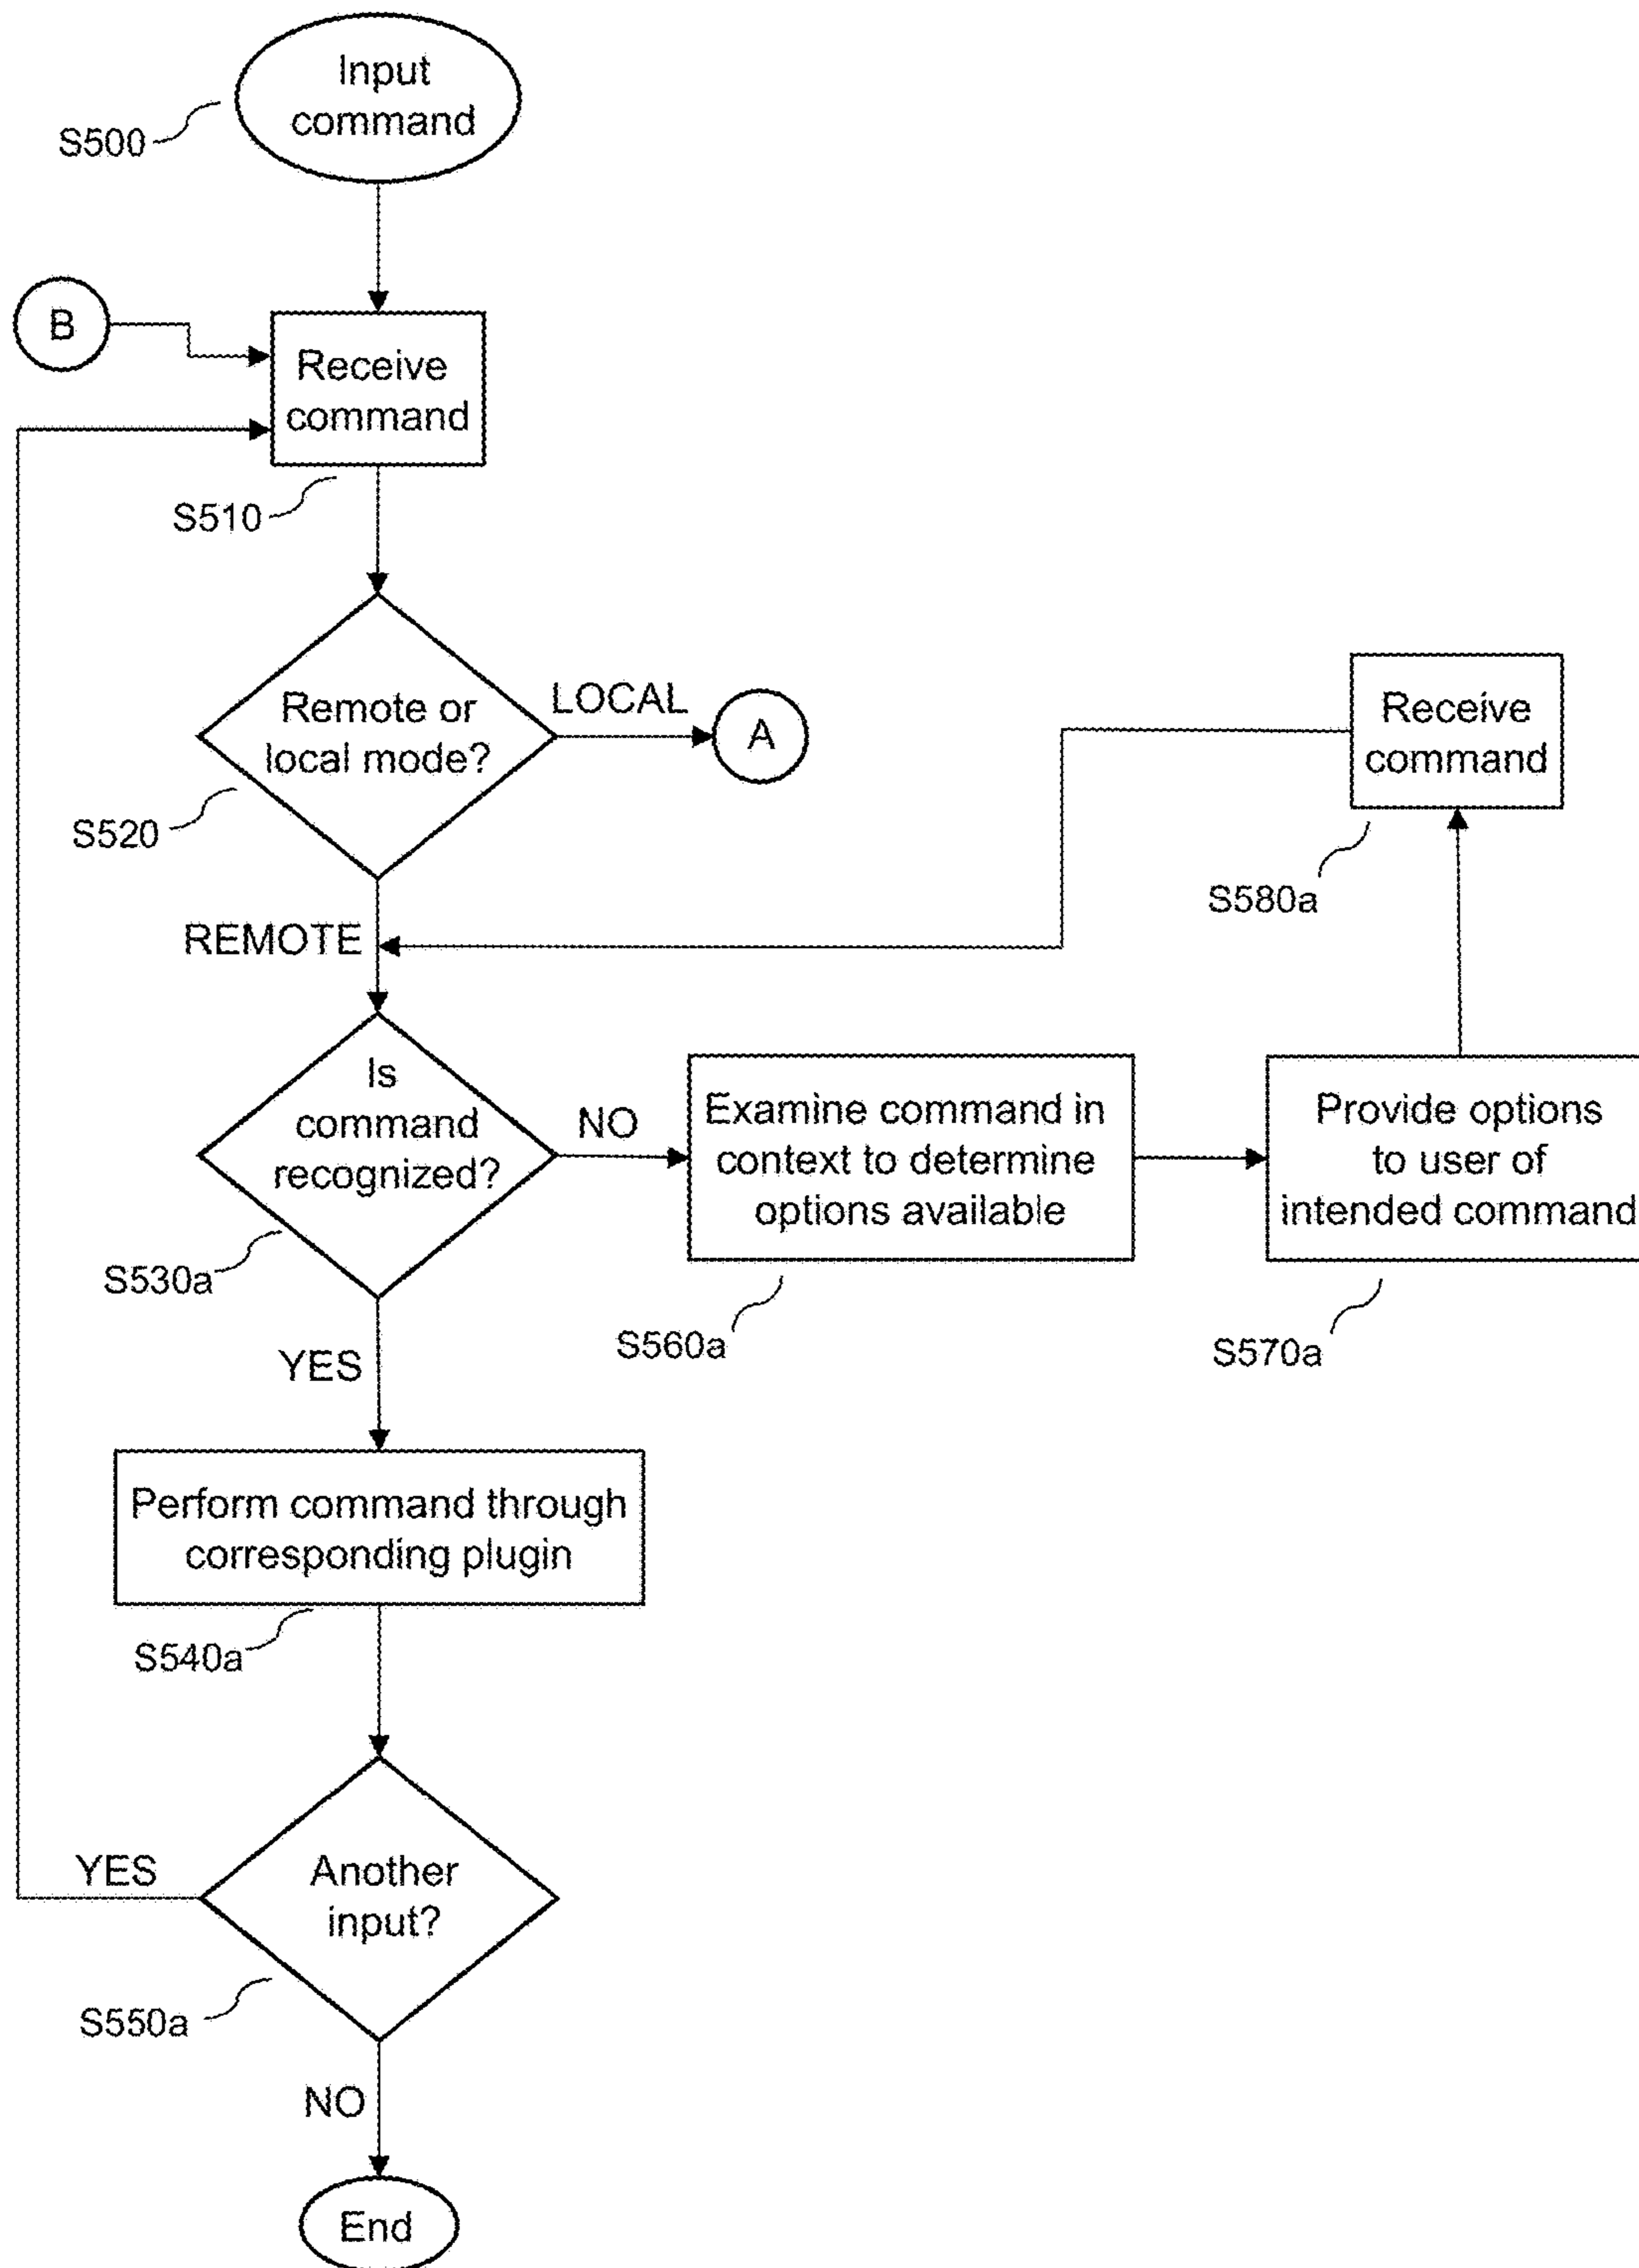 Input
command
S500
B
Receive
command
S510
Remote or
local mode?
LOCAL
A
S520
Receive
command
S580a
REMOTE
Is
command
recognized?
NO
Examine command in
context to determine
options available
Provide options
to user of
intended command
S530a
S560a
S570a
YES
Perform command through
corresponding plugin
S540a
YES
Another
input?
S550a
NO
End